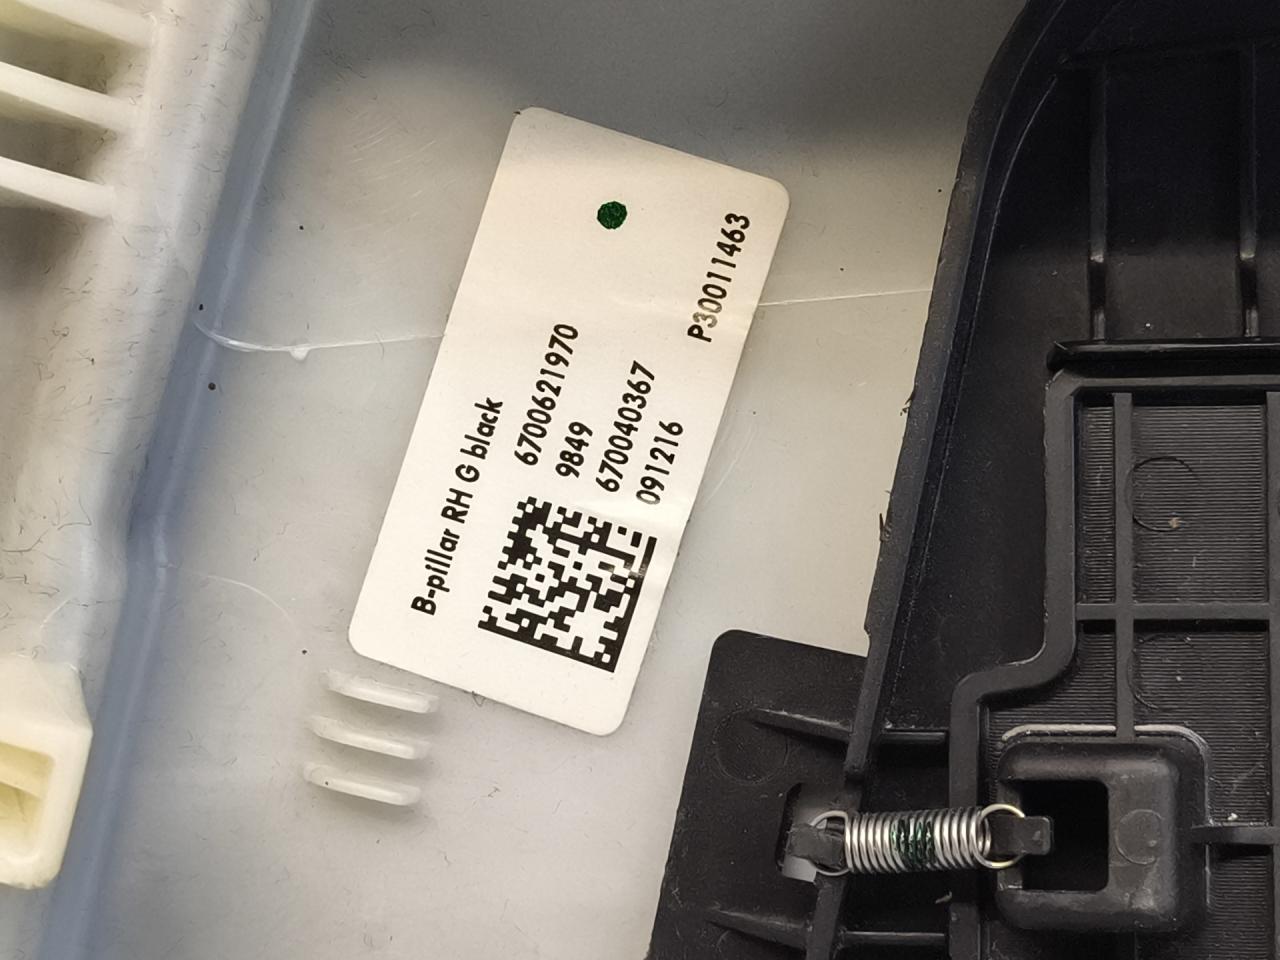 B-pillar RH G black
6700621970
9849
670040367
091216
P30011463